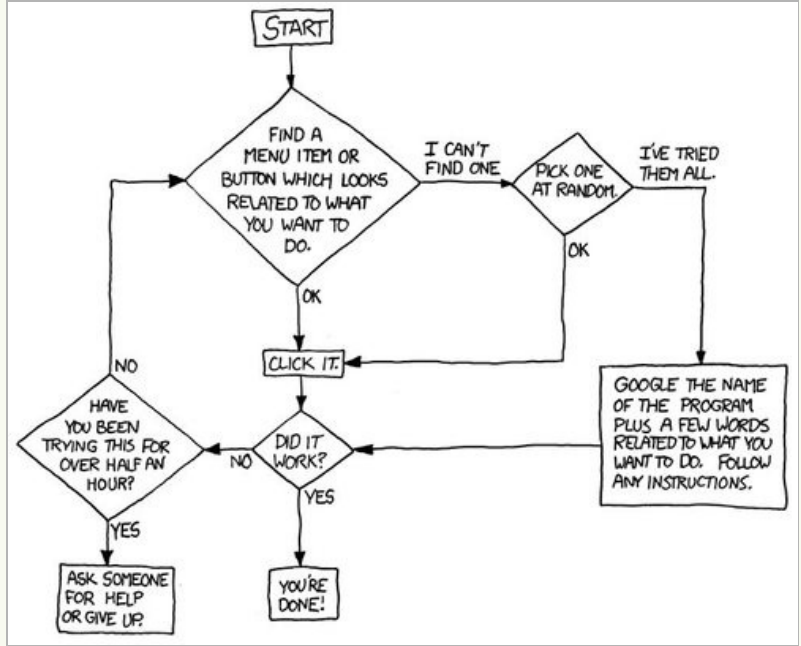 START
FIND A
MENU ITEM OR
BUTTON WHICH LOOKS
RELATED TO WHAT
YOU WANT TO
DO.
I CAN'T
FIND ONE
PICK ONE
AT RANDOM.
I'VE TRIED
THEM ALL.
OK
OK
CLICK IT.
NO
HAVE
YOU BEEN
TRYING THIS FOR
OVER HALF AN
HOUR?
NO
DID IT
WORK?
GOOGLE THE NAME
OF THE PROGRAM
PLUS A FEW WORDS
RELATED TO WHAT YOU
WANT TO DO. FOLLOW
ANY INSTRUCTIONS.
YES
YES
ASK SOMEONE
FOR HELP
OR GIVE UP.
YOU'RE
DONE!